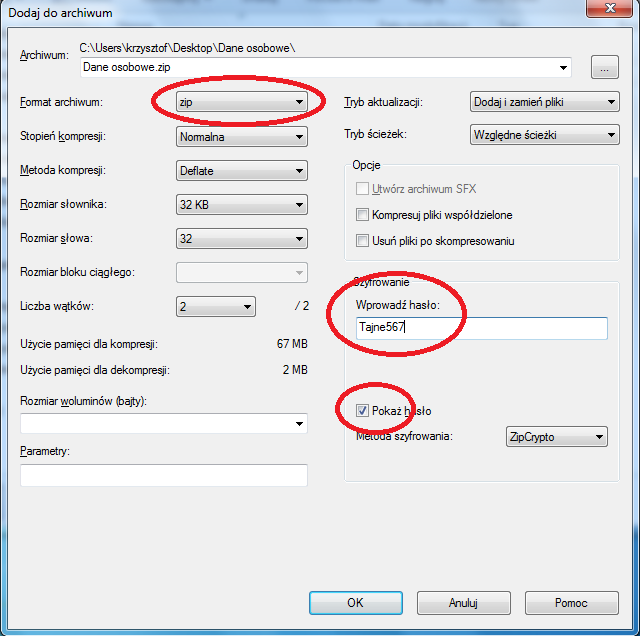 Dodaj do archiwum
Archiwum:
C:\Users\krzysztof\Desktop\Dane osobowe\
Dane osobowe.zip
...
Format archiwum:
zip
Stopień kompresji:
Normalna
Metoda kompresji:
Deflate
Rozmiar słownika:
32 KB
Rozmiar słowa:
32
Rozmiar bloku ciągłego:
Liczba wątków:
2
/ 2
Użycie pamięci dla kompresji:
67 MB
Użycie pamięci dla dekompresji:
2 MB
Rozmiar woluminów (bajty):
Parametry:
Tryb aktualizacji:
Dodaj i zamień pliki
Tryb ścieżek:
Względne ścieżki
Opcje
Utwórz archiwum SFX
Kompresuj pliki współdzielone
Usuń pliki po skompresowaniu
Szyfrowanie
Wprowadź hasło:
Tajne567
Pokaż hasło
Metoda szyfrowania:
ZipCrypto
OK
Anuluj
Pomoc